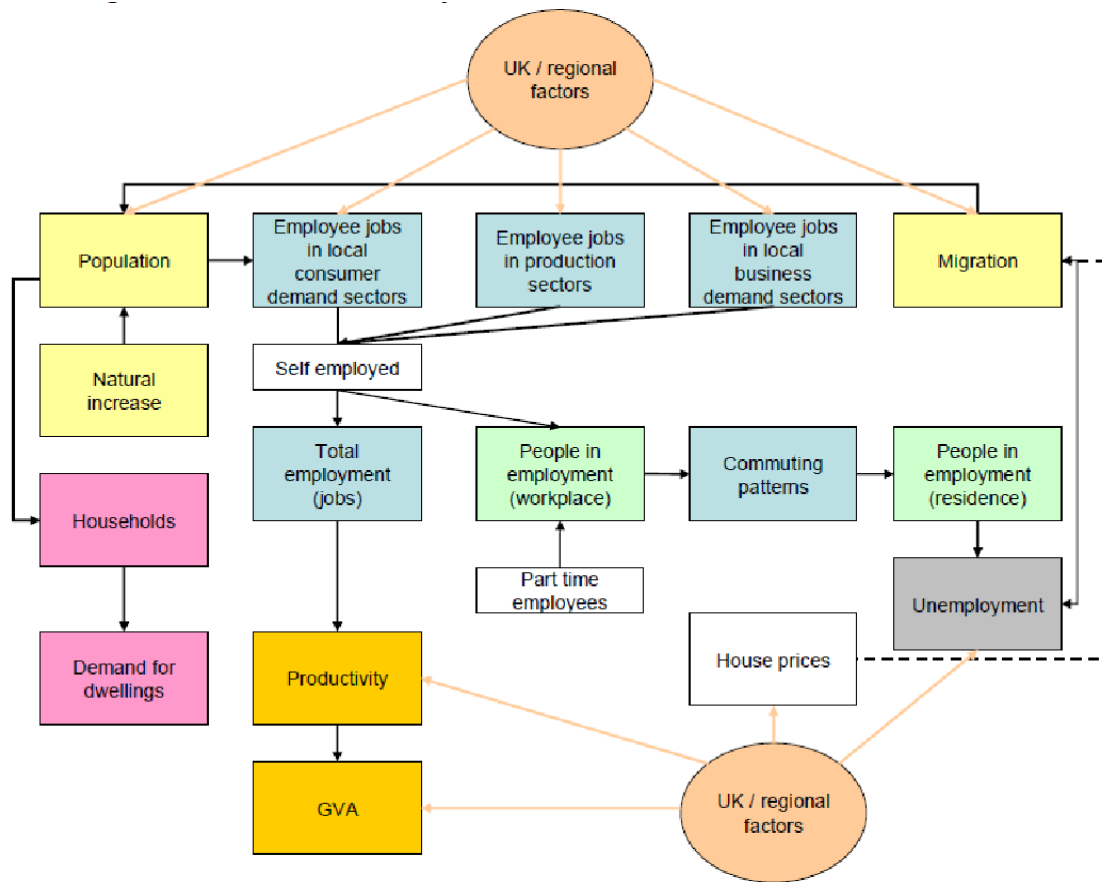 UK / regional
factors
Population
Employee jobs
in local
consumer
demand sectors
Employee jobs
in production
sectors
Employee jobs
in local
business
demand sectors
Migration
Natural
increase
Self employed
Total
employment
(jobs)
People in
employment
(workplace)
Commuting
patterns
People in
employment
(residence)
Households
Part time
employees
Unemployment
Demand for
dwellings
Productivity
House prices
GVA
UK / regional
factors